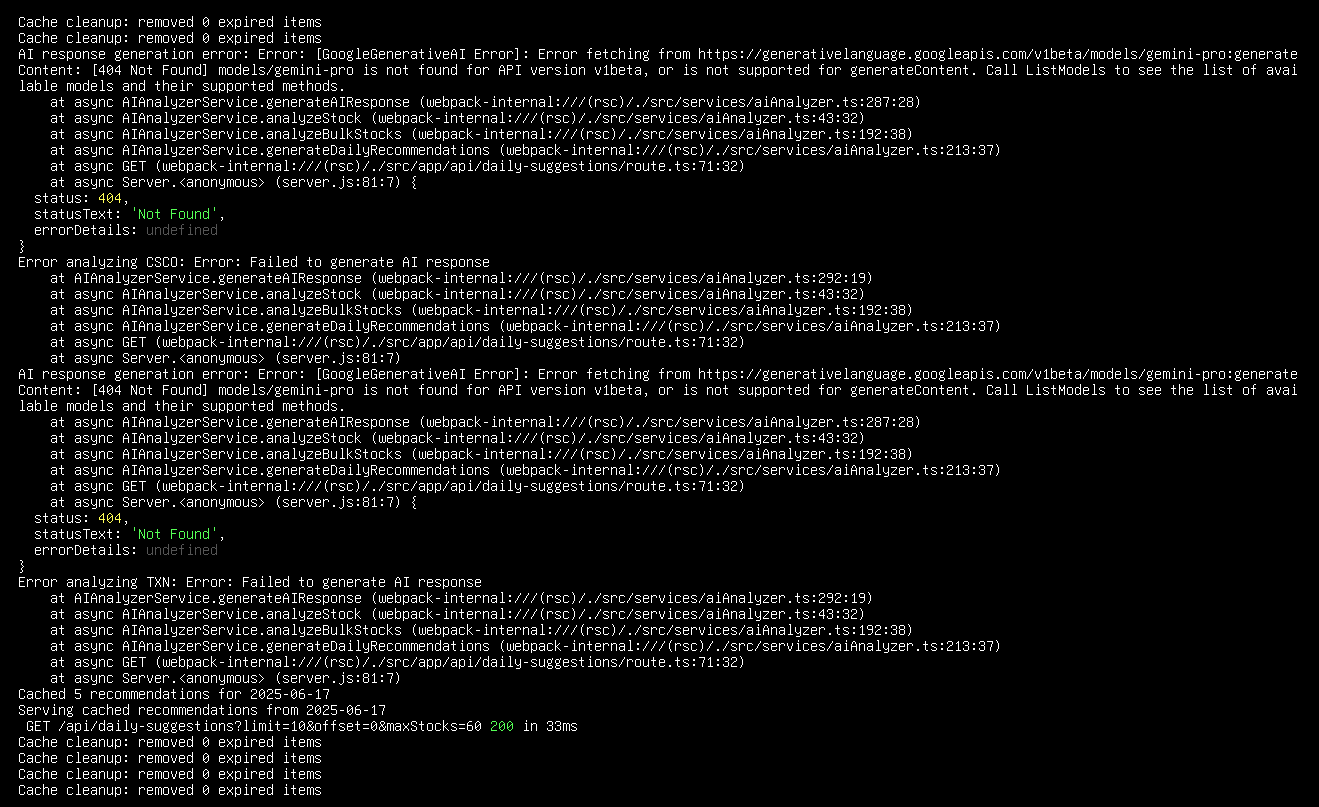 Cache cleanup: removed 0 expired items
Cache cleanup: removed 0 expired items
AI response generation error: Error: [GoogleGenerativeAI Error]: Error fetching from https://generativelanguage.googleapis.com/v1beta/models/gemini-pro:generate
Content: [404 Not Found] models/gemini-pro is not found for API version v1beta, or is not supported for generateContent. Call ListModels to see the list of avai
lable models and their supported methods.
    at async AIAnalyzerService.generateAIResponse (webpack-internal:///(rsc)/./src/services/aiAnalyzer.ts:287:28)
    at async AIAnalyzerService.analyzeStock (webpack-internal:///(rsc)/./src/services/aiAnalyzer.ts:43:32)
    at async AIAnalyzerService.analyzeBulkStocks (webpack-internal:///(rsc)/./src/services/aiAnalyzer.ts:192:38)
    at async AIAnalyzerService.generateDailyRecommendations (webpack-internal:///(rsc)/./src/services/aiAnalyzer.ts:213:37)
    at async GET (webpack-internal:///(rsc)/./src/app/api/daily-suggestions/route.ts:71:32)
    at async Server.<anonymous> (server.js:81:7) {
  status: 404,
  statusText: 'Not Found',
  errorDetails: undefined
}
Error analyzing CSCO: Error: Failed to generate AI response
    at AIAnalyzerService.generateAIResponse (webpack-internal:///(rsc)/./src/services/aiAnalyzer.ts:292:19)
    at async AIAnalyzerService.analyzeStock (webpack-internal:///(rsc)/./src/services/aiAnalyzer.ts:43:32)
    at async AIAnalyzerService.analyzeBulkStocks (webpack-internal:///(rsc)/./src/services/aiAnalyzer.ts:192:38)
    at async AIAnalyzerService.generateDailyRecommendations (webpack-internal:///(rsc)/./src/services/aiAnalyzer.ts:213:37)
    at async GET (webpack-internal:///(rsc)/./src/app/api/daily-suggestions/route.ts:71:32)
    at async Server.<anonymous> (server.js:81:7)
AI response generation error: Error: [GoogleGenerativeAI Error]: Error fetching from https://generativelanguage.googleapis.com/v1beta/models/gemini-pro:generate
Content: [404 Not Found] models/gemini-pro is not found for API version v1beta, or is not supported for generateContent. Call ListModels to see the list of avai
lable models and their supported methods.
    at async AIAnalyzerService.generateAIResponse (webpack-internal:///(rsc)/./src/services/aiAnalyzer.ts:287:28)
    at async AIAnalyzerService.analyzeStock (webpack-internal:///(rsc)/./src/services/aiAnalyzer.ts:43:32)
    at async AIAnalyzerService.analyzeBulkStocks (webpack-internal:///(rsc)/./src/services/aiAnalyzer.ts:192:38)
    at async AIAnalyzerService.generateDailyRecommendations (webpack-internal:///(rsc)/./src/services/aiAnalyzer.ts:213:37)
    at async GET (webpack-internal:///(rsc)/./src/app/api/daily-suggestions/route.ts:71:32)
    at async Server.<anonymous> (server.js:81:7) {
  status: 404,
  statusText: 'Not Found',
  errorDetails: undefined
}
Error analyzing TXN: Error: Failed to generate AI response
    at AIAnalyzerService.generateAIResponse (webpack-internal:///(rsc)/./src/services/aiAnalyzer.ts:292:19)
    at async AIAnalyzerService.analyzeStock (webpack-internal:///(rsc)/./src/services/aiAnalyzer.ts:43:32)
    at async AIAnalyzerService.analyzeBulkStocks (webpack-internal:///(rsc)/./src/services/aiAnalyzer.ts:192:38)
    at async AIAnalyzerService.generateDailyRecommendations (webpack-internal:///(rsc)/./src/services/aiAnalyzer.ts:213:37)
    at async GET (webpack-internal:///(rsc)/./src/app/api/daily-suggestions/route.ts:71:32)
    at async Server.<anonymous> (server.js:81:7)
Cached 5 recommendations for 2025-06-17
Serving cached recommendations from 2025-06-17
 GET /api/daily-suggestions?limit=10&offset=0&maxStocks=60 200 in 33ms
Cache cleanup: removed 0 expired items
Cache cleanup: removed 0 expired items
Cache cleanup: removed 0 expired items
Cache cleanup: removed 0 expired items